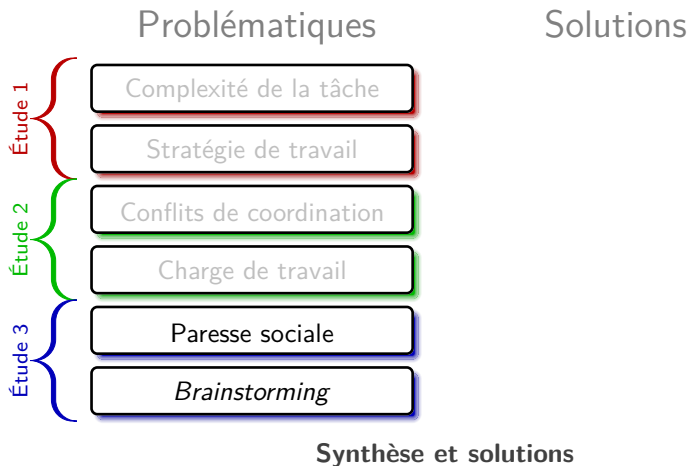 Problématiques Solutions
Étude 1
Complexité de la tâche
Stratégie de travail
Étude 2
Conflits de coordination
Charge de travail
Étude 3
Paresse sociale
Brainstorming
Synthèse et solutions